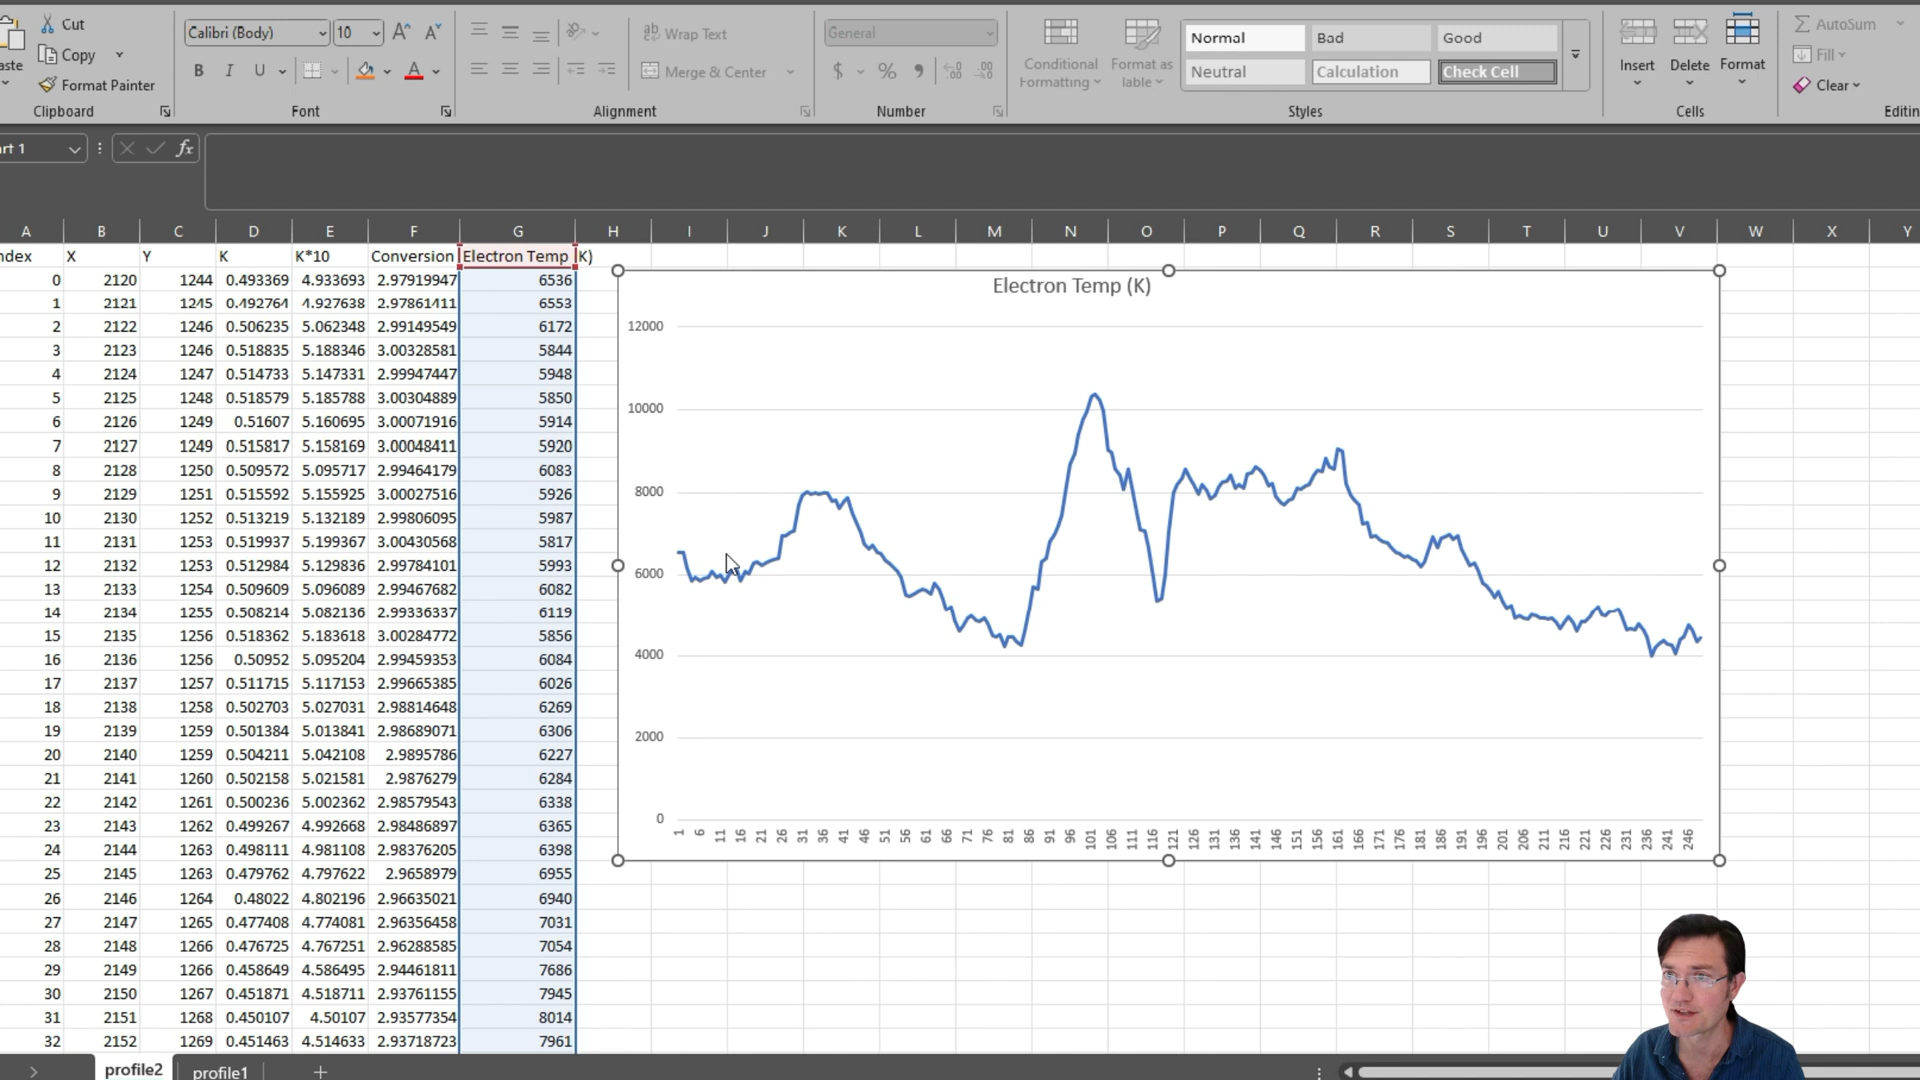 Cut
Copy
Format Painter
Clipboard
Calibri (Body)
10
B I U
Font
Wrap Text
Merge & Center
Alignment
General
$ %
Number
Conditional Formatting
Format as Table
Normal Bad Good
Neutral Calculation Check Cell
Styles
Insert Delete Format
Cells
AutoSum
Fill
Clear
Editin
rt 1
fx
A B C D E F G H I J K L M N O P Q R S T U V W X Y
ndex X Y K K*10 Conversion Electron Temp (K)
0 2120 1244 0.493369 4.933693 2.97919947 6536
1 2121 1245 0.492764 4.927638 2.97861411 6553
2 2122 1246 0.506235 5.062348 2.99149549 6172
3 2123 1246 0.518835 5.188346 3.00328581 5844
4 2124 1247 0.514733 5.147331 2.99947447 5948
5 2125 1248 0.518579 5.185788 3.00304889 5850
6 2126 1249 0.51607 5.160695 3.00071916 5914
7 2127 1249 0.515817 5.158169 3.00048411 5920
8 2128 1250 0.509572 5.095717 2.99464179 6083
9 2129 1251 0.515592 5.155925 3.00027516 5926
10 2130 1252 0.513219 5.132189 2.99806095 5987
11 2131 1253 0.519937 5.199367 3.00430568 5817
12 2132 1253 0.512984 5.129836 2.99784101 5993
13 2133 1254 0.509609 5.096089 2.99467682 6082
14 2134 1255 0.508214 5.082136 2.99336337 6119
15 2135 1256 0.518362 5.183618 3.00284772 5856
16 2136 1256 0.50952 5.095204 2.99459353 6084
17 2137 1257 0.511715 5.117153 2.99665385 6026
18 2138 1258 0.502703 5.027031 2.98814648 6269
19 2139 1259 0.501384 5.013841 2.98689071 6306
20 2140 1259 0.504211 5.042108 2.9895786 6227
21 2141 1260 0.502158 5.021581 2.9876279 6284
22 2142 1261 0.500236 5.002362 2.98579543 6338
23 2143 1262 0.499267 4.992668 2.98486897 6365
24 2144 1263 0.498111 4.981108 2.98376205 6398
25 2145 1263 0.479762 4.797622 2.9658979 6955
26 2146 1264 0.48022 4.802196 2.96635021 6940
27 2147 1265 0.477408 4.774081 2.96356458 7031
28 2148 1266 0.476725 4.767251 2.96288585 7054
29 2149 1266 0.458649 4.586495 2.94461811 7686
30 2150 1267 0.451871 4.518711 2.93761155 7945
31 2151 1268 0.450107 4.50107 2.93577354 8014
32 2152 1269 0.451463 4.514633 2.93718723 7961
Electron Temp (K)
12000
10000
8000
6000
4000
2000
0
1 6 11 16 21 26 31 36 41 46 51 56 61 66 71 76 81 86 91 96 101 106 111 116 121 126 131 136 141 146 151 156 161 166 171 176 181 186 191 196 201 206 211 216 221 226 231 236 241 246
profile2 profile1 +